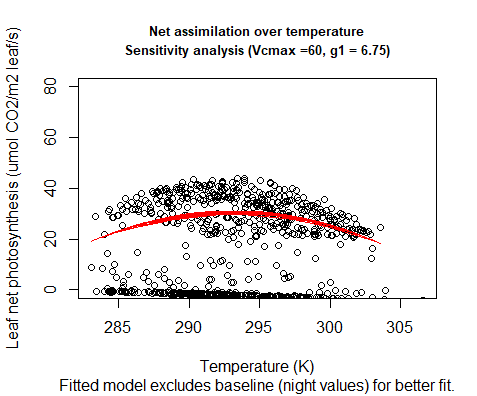 Net assimilation over temperature
Sensitivity analysis (Vcmax =60, g1 = 6.75)
Leaf net photosynthesis (umol CO2/m2 leaf/s)
80
60
40
20
0
285
290
295
300
305
Temperature (K)
Fitted model excludes baseline (night values) for better fit.